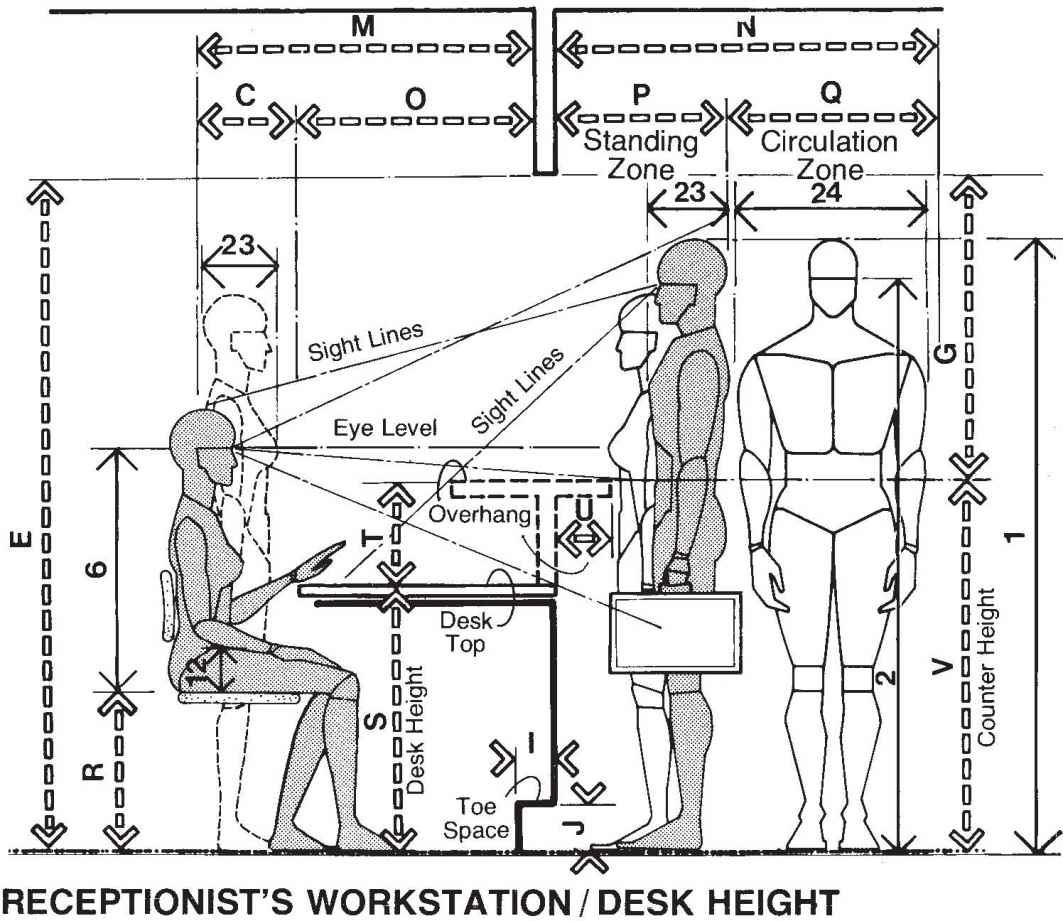 M
N
C
O
P
Q
Standing
Zone
Circulation
Zone
23
24
23
Sight Lines
Sight Lines
G
Eye Level
E
6
Overhang
U
T
1
12
Desk
Top
2
V
Counter Height
S
Desk Height
R
I
Toe
Space
J
RECEPTIONIST'S WORKSTATION / DESK HEIGHT